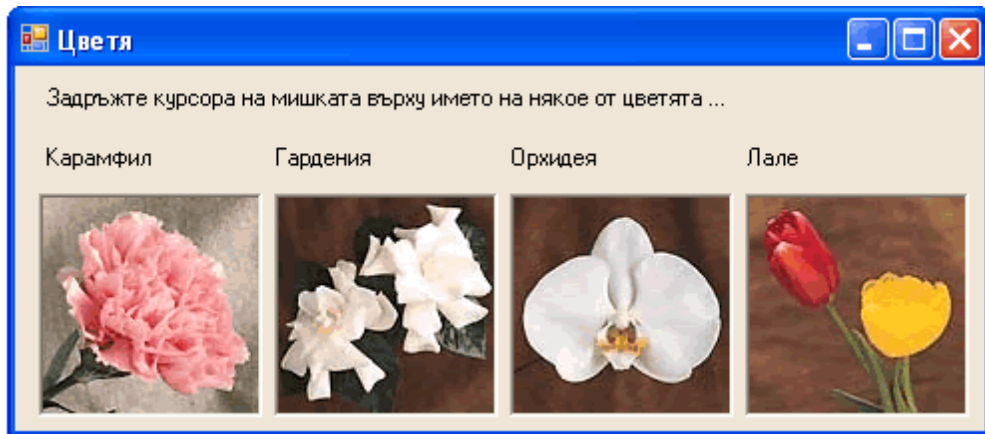 Цветя
Задръжте курсора на мишката върху името на някое от цветята ...
Карамфил Гардения Орхидея Лале